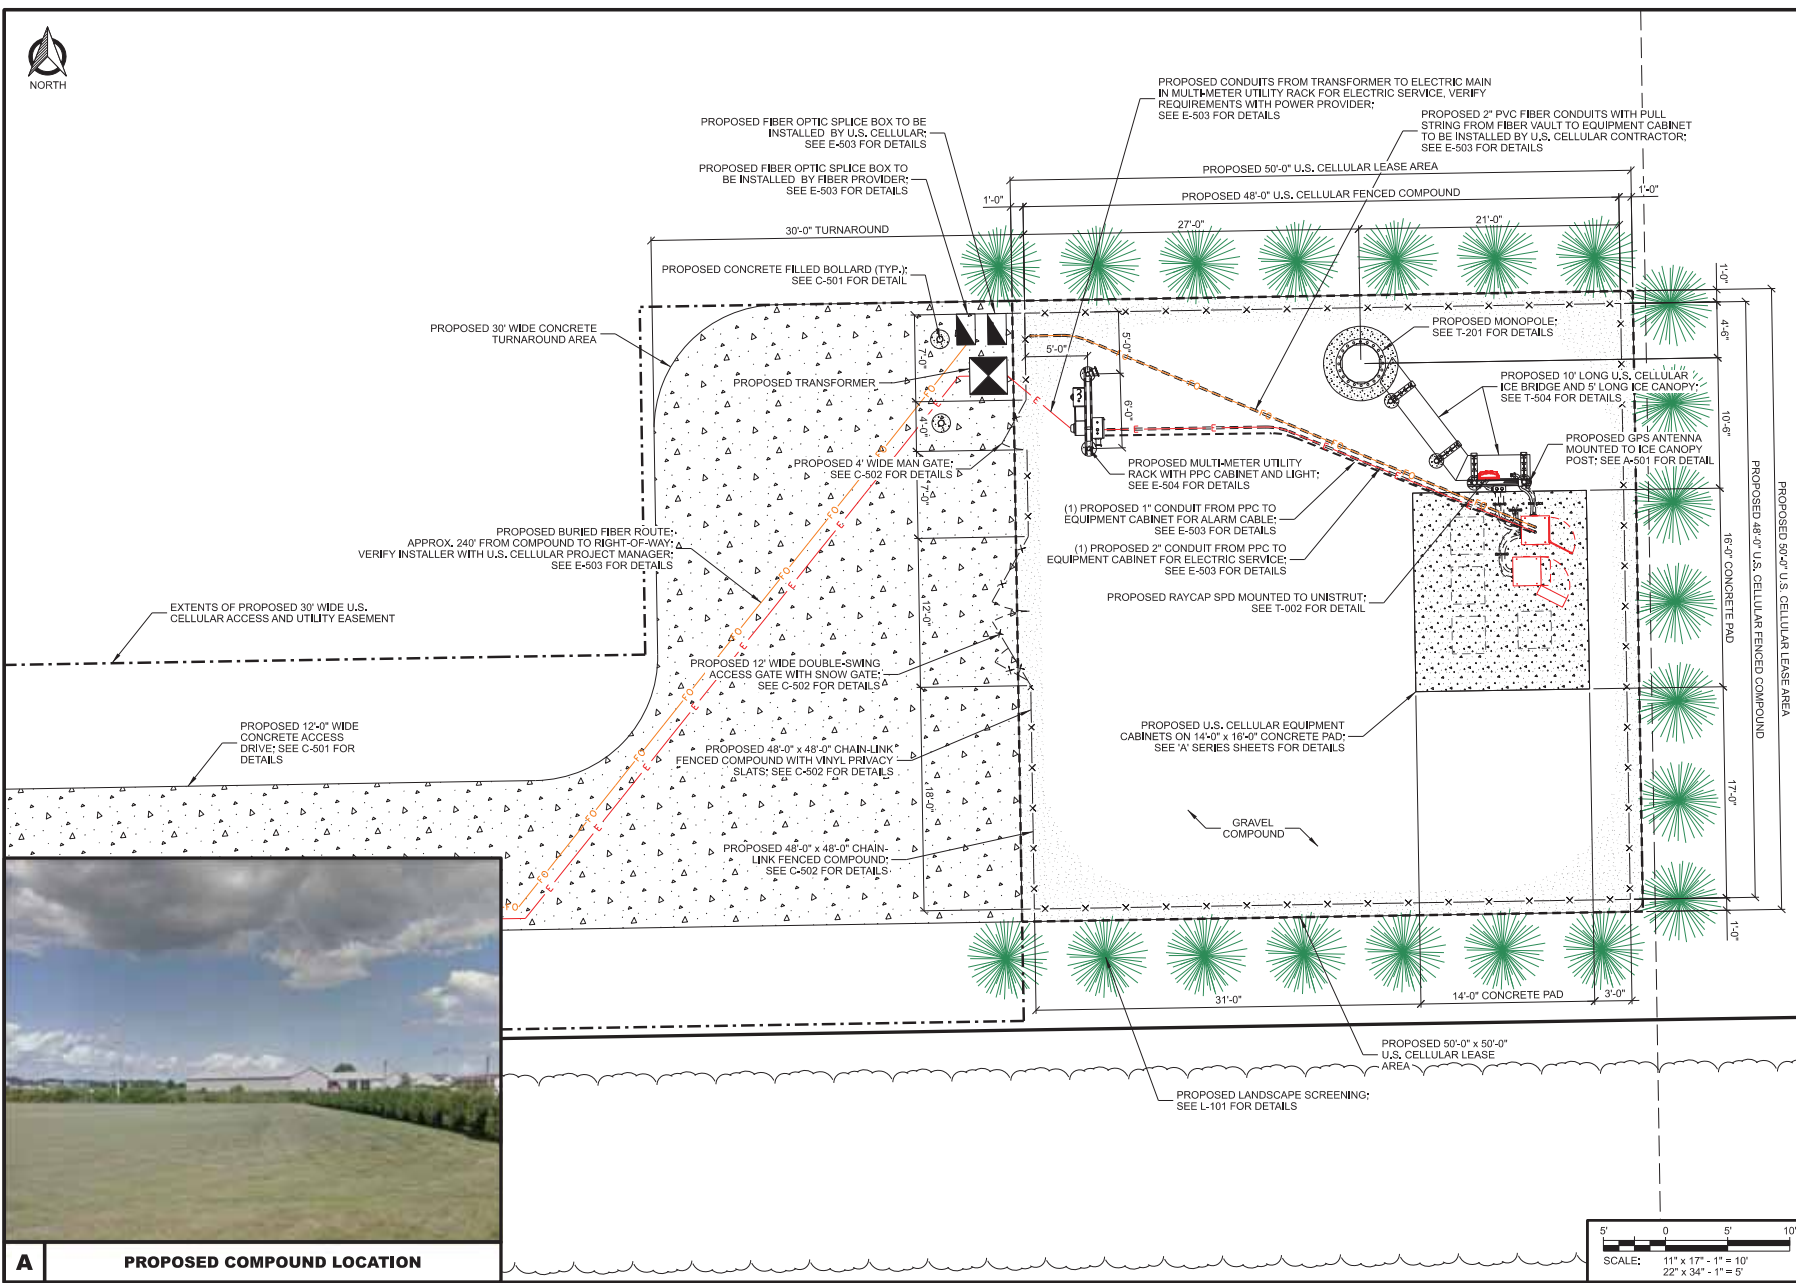 NORTH
PROPOSED CONDUITS FROM TRANSFORMER TO ELECTRIC MAIN
IN MULTI-METER UTILITY RACK FOR ELECTRIC SERVICE, VERIFY
REQUIREMENTS WITH POWER PROVIDER;
SEE E-503 FOR DETAILS
PROPOSED 2" PVC FIBER CONDUITS WITH PULL
STRING FROM FIBER VAULT TO EQUIPMENT CABINET
TO BE INSTALLED BY U.S. CELLULAR CONTRACTOR;
SEE E-503 FOR DETAILS
PROPOSED FIBER OPTIC SPLICE BOX TO BE
INSTALLED BY U.S. CELLULAR;
SEE E-503 FOR DETAILS
PROPOSED FIBER OPTIC SPLICE BOX TO
BE INSTALLED BY FIBER PROVIDER;
SEE E-503 FOR DETAILS
PROPOSED 50'-0" U.S. CELLULAR LEASE AREA
1'-0"
PROPOSED 48'-0" U.S. CELLULAR FENCED COMPOUND
1'-0"
30'-0" TURNAROUND
27'-0"
21'-0"
PROPOSED CONCRETE FILLED BOLLARD (TYP.);
SEE C-501 FOR DETAIL
PROPOSED 30' WIDE CONCRETE
TURNAROUND AREA
PROPOSED TRANSFORMER
7'-0"
4'-0"
7'-0"
12'-0"
18'-0"
5'-0"
5'-0"
6'-0"
PROPOSED MONOPOLE;
SEE T-201 FOR DETAILS
PROPOSED 10' LONG U.S. CELLULAR
ICE BRIDGE AND 5' LONG ICE CANOPY;
SEE T-504 FOR DETAILS
PROPOSED GPS ANTENNA
MOUNTED TO ICE CANOPY
POST; SEE A-501 FOR DETAIL
1'-0"
4'-6"
10'-6"
16'-0" CONCRETE PAD
17'-0"
1'-0"
PROPOSED 48'-0" U.S. CELLULAR FENCED COMPOUND
PROPOSED 50'-0" U.S. CELLULAR LEASE AREA
PROPOSED 4' WIDE MAN GATE;
SEE C-502 FOR DETAILS
PROPOSED MULTI-METER UTILITY
RACK WITH PPC CABINET AND LIGHT;
SEE E-504 FOR DETAILS
(1) PROPOSED 1" CONDUIT FROM PPC TO
EQUIPMENT CABINET FOR ALARM CABLE;
SEE E-503 FOR DETAILS
(1) PROPOSED 2" CONDUIT FROM PPC TO
EQUIPMENT CABINET FOR ELECTRIC SERVICE;
SEE E-503 FOR DETAILS
PROPOSED RAYCAP SPD MOUNTED TO UNISTRUT;
SEE T-002 FOR DETAIL
PROPOSED BURIED FIBER ROUTE;
APPROX. 240' FROM COMPOUND TO RIGHT-OF-WAY;
VERIFY INSTALLER WITH U.S. CELLULAR PROJECT MANAGER;
SEE E-503 FOR DETAILS
EXTENTS OF PROPOSED 30' WIDE U.S.
CELLULAR ACCESS AND UTILITY EASEMENT
PROPOSED 12' WIDE DOUBLE-SWING
ACCESS GATE WITH SNOW GATE;
SEE C-502 FOR DETAILS
PROPOSED 12'-0" WIDE
CONCRETE ACCESS
DRIVE; SEE C-501 FOR
DETAILS
PROPOSED 48'-0" x 48'-0" CHAIN-LINK
FENCED COMPOUND WITH VINYL PRIVACY
SLATS; SEE C-502 FOR DETAILS
PROPOSED U.S. CELLULAR EQUIPMENT
CABINETS ON 14'-0" x 16'-0" CONCRETE PAD;
SEE 'A' SERIES SHEETS FOR DETAILS
GRAVEL
COMPOUND
PROPOSED 48'-0" x 48'-0" CHAIN-
LINK FENCED COMPOUND;
SEE C-502 FOR DETAILS
31'-0"
14'-0" CONCRETE PAD
3'-0"
PROPOSED 50'-0" x 50'-0"
U.S. CELLULAR LEASE
AREA
PROPOSED LANDSCAPE SCREENING;
SEE L-101 FOR DETAILS
FO
FO
FO
FO
FO
FO
FO
FO
FO
E
E
E
E
E
E
E
E
E
E
A
PROPOSED COMPOUND LOCATION
5' 0 5' 10'
SCALE: 11" x 17" - 1" = 10'
22" x 34" - 1" = 5'